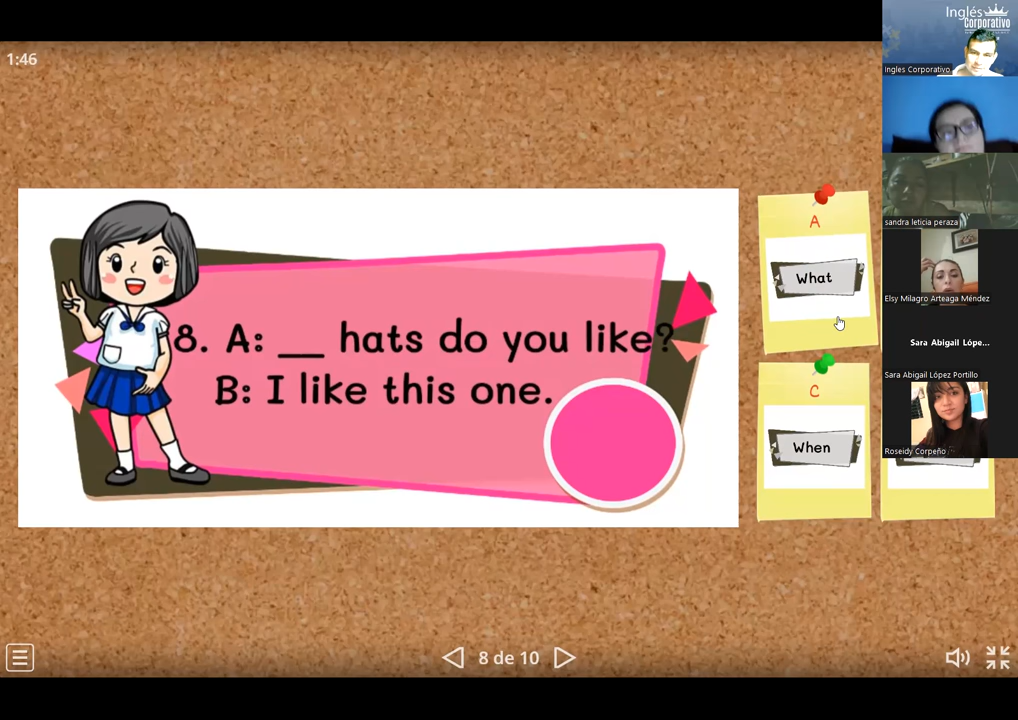 1:46
8. A: __ hats do you like?
B: I like this one.
A
What
C
When
8 de 10
Inglés
Corporativo
Ingles Corporativo
sandra leticia peraza
Elsy Milagro Arteaga Méndez
Sara Abigail Lópe...
Sara Abigail López Portillo
Roseidy Corpeño